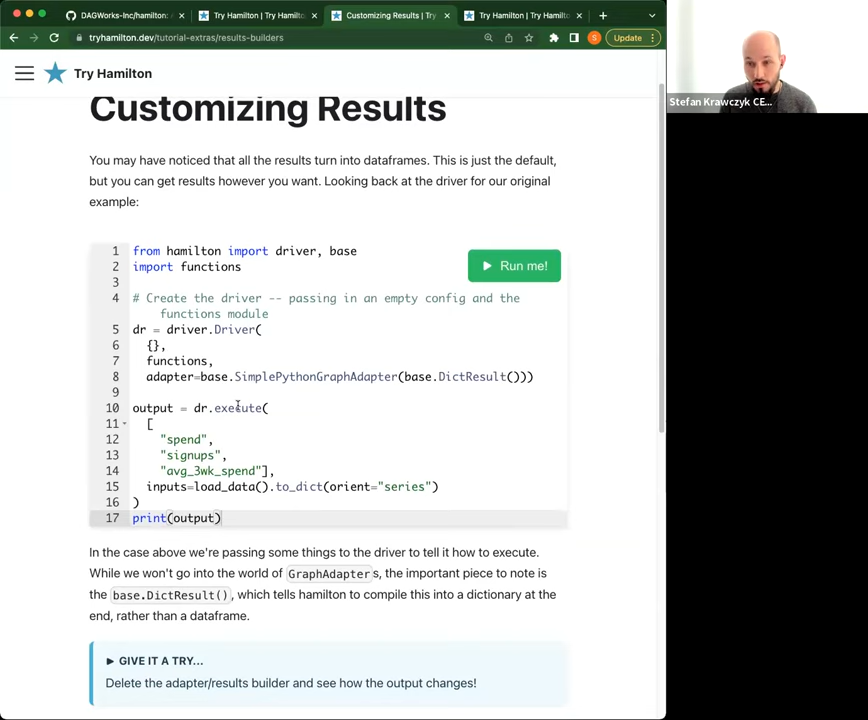 DAGWorks-Inc/hamilton:
Try Hamilton | Try Hamilt
Customizing Results | Try
Try Hamilton | Try Hamilt
tryhamilton.dev/tutorial-extras/results-builders
S
Update
Try Hamilton
Stefan Krawczyk CE...
Customizing Results
You may have noticed that all the results turn into dataframes. This is just the default,
but you can get results however you want. Looking back at the driver for our original
example:
1 from hamilton import driver, base
Run me!
2 import functions
3
4 # Create the driver -- passing in an empty config and the
functions module
5 dr = driver.Driver(
6 {},
7 functions,
8 adapter=base.SimplePythonGraphAdapter(base.DictResult()))
9
10 output = dr.execute(
11 [
12 "spend",
13 "signups",
14 "avg_3wk_spend"],
15 inputs=load_data().to_dict(orient="series")
16 )
17 print(output)
In the case above we're passing some things to the driver to tell it how to execute.
While we won't go into the world of GraphAdapters, the important piece to note is
the base.DictResult(), which tells hamilton to compile this into a dictionary at the
end, rather than a dataframe.
GIVE IT A TRY...
Delete the adapter/results builder and see how the output changes!